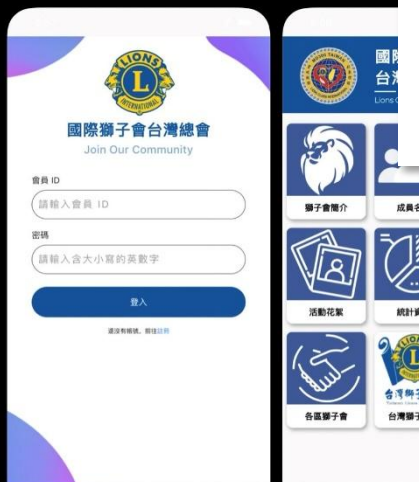 LIONS
L
INTERNATIONAL
國際獅子會台灣總會
Join Our Community
會員 ID
請輸入會員 ID
密碼
請輸入含大小寫的英數字
登入
還沒有帳號，前往註冊
國際
台灣
Lions C
獅子會簡介
成員名
活動花絮
統計資
各區獅子會
台灣獅子